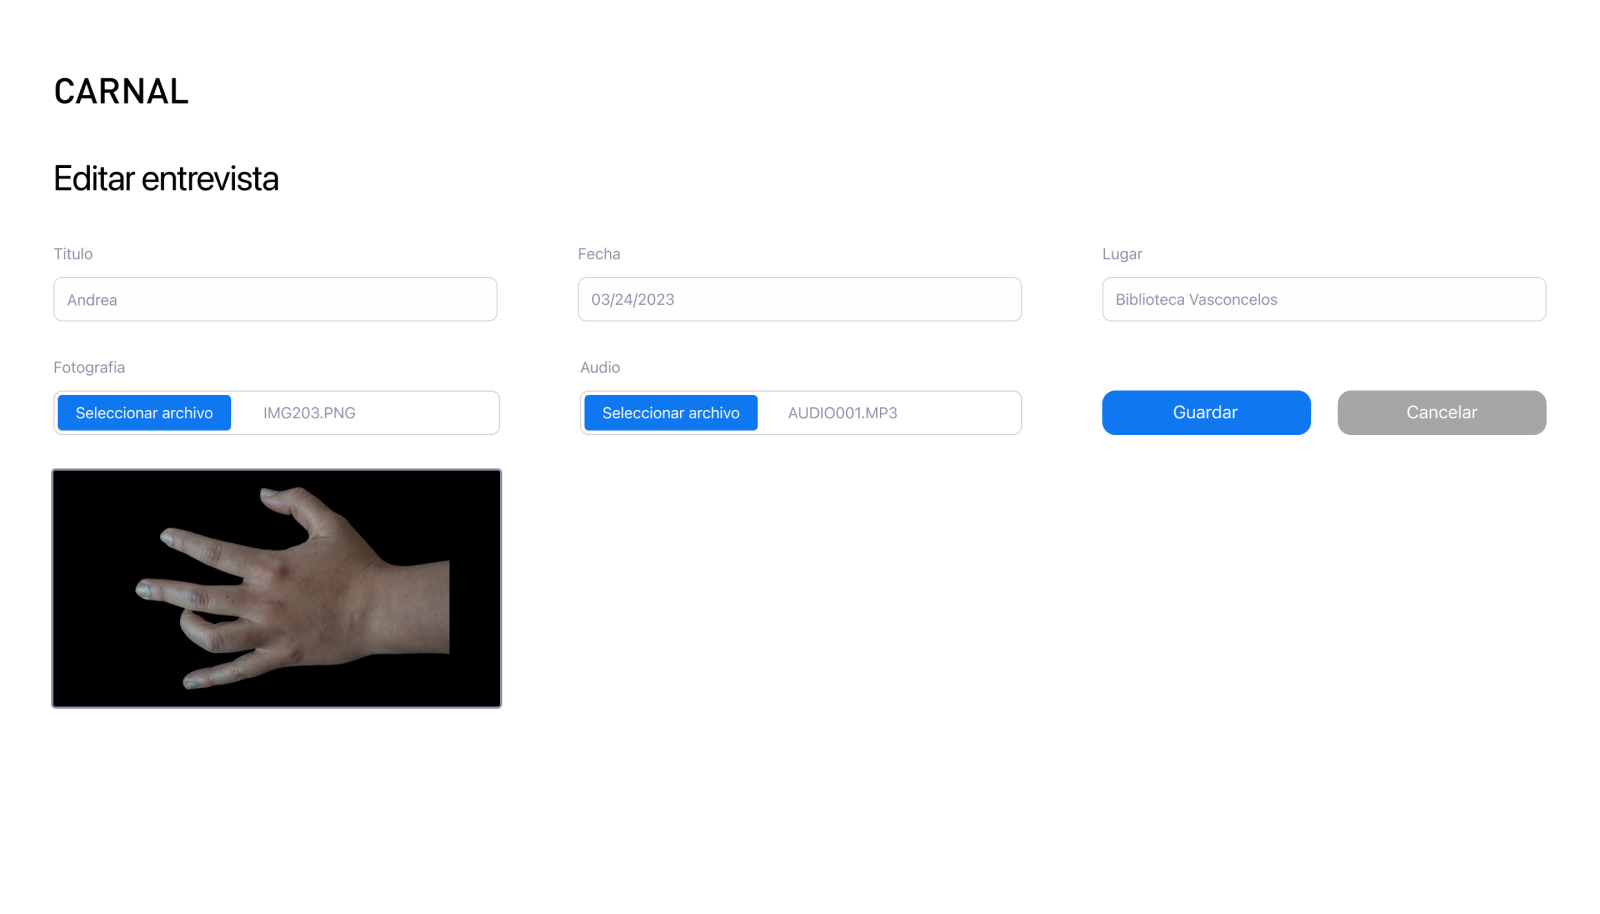 CARNAL
Editar entrevista
Titulo
Fecha
Lugar
Andrea
03/24/2023
Biblioteca Vasconcelos
Fotografia
Audio
Seleccionar archivo IMG203.PNG
Seleccionar archivo AUDIO001.MP3
Guardar
Cancelar